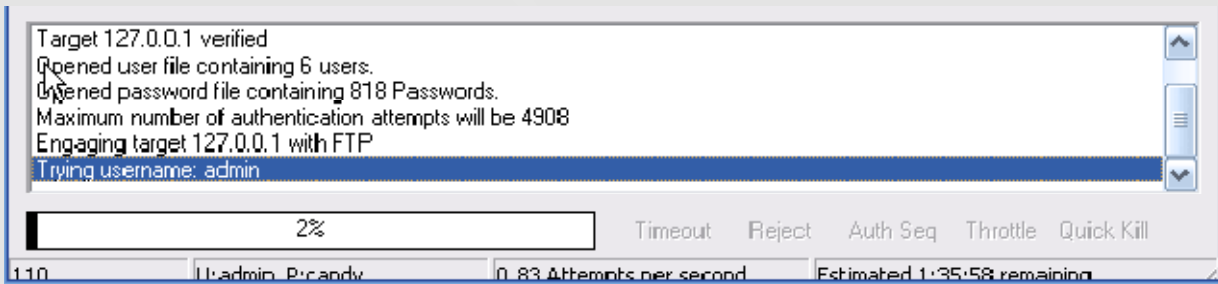 Target 127.0.0.1 verified
Opened user file containing 6 users.
Opened password file containing 818 Passwords.
Maximum number of authentication attempts will be 4908
Engaging target 127.0.0.1 with FTP
Trying username: admin
2% Timeout Reject Auth Seq Throttle Quick Kill
110 U:admin P:candy 0.83 Attempts per second Estimated 1:35:58 remaining